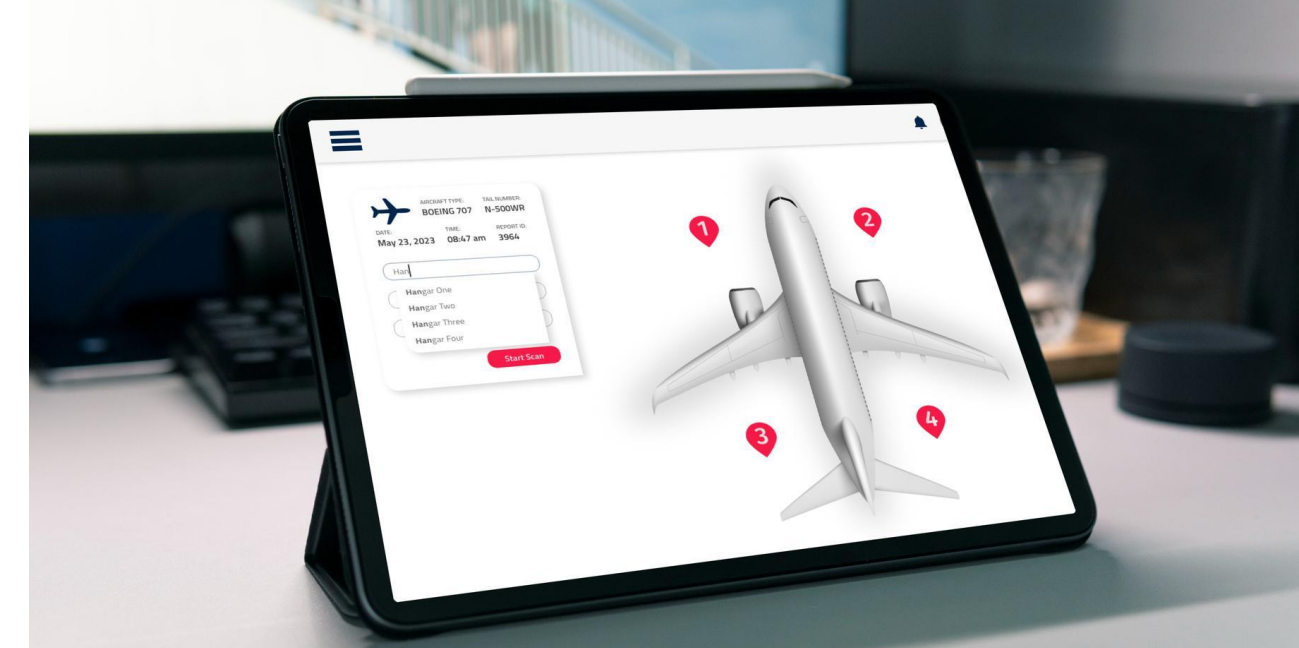 AIRCRAFT TYPE: TAIL NUMBER:
BOEING 707 N-500WR
DATE: TIME: REPORT ID:
May 23, 2023 08:47 am 3964
Han
Hangar One
Hangar Two
Hangar Three
Hangar Four
Start Scan
1
2
3
4